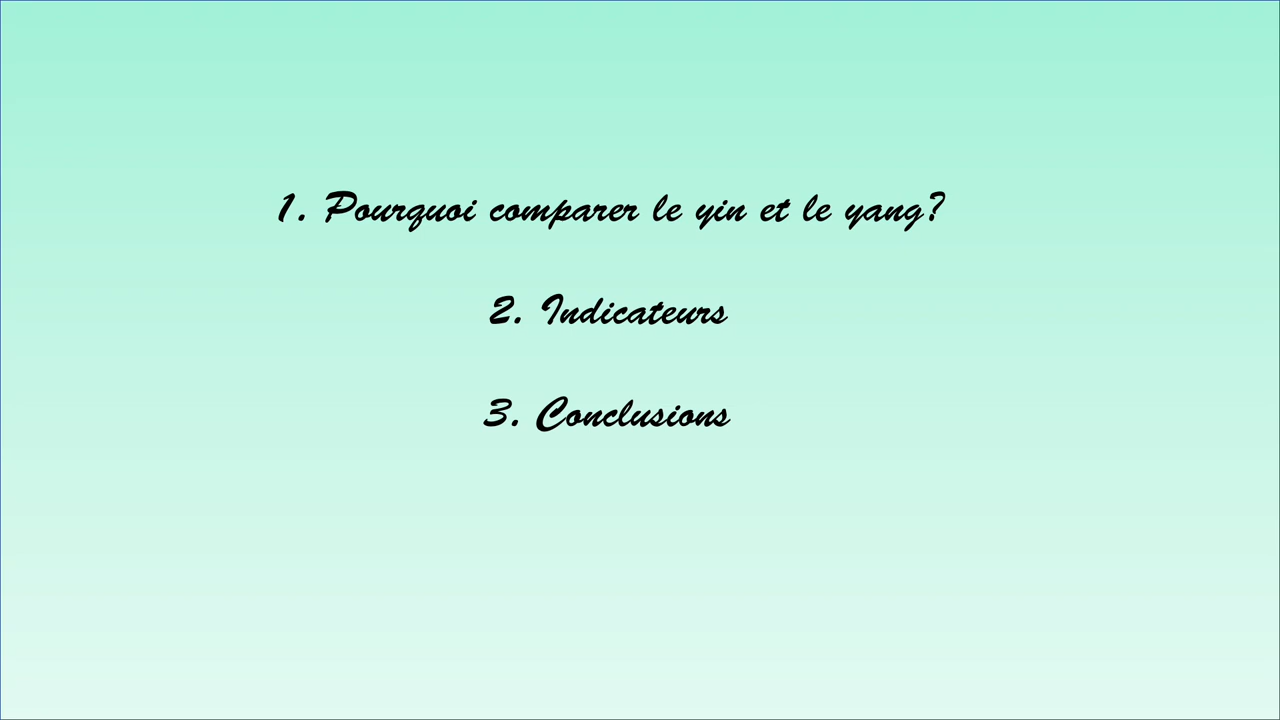 1. Pourquoi comparer le yin et le yang?
2. Indicateurs
3. Conclusions